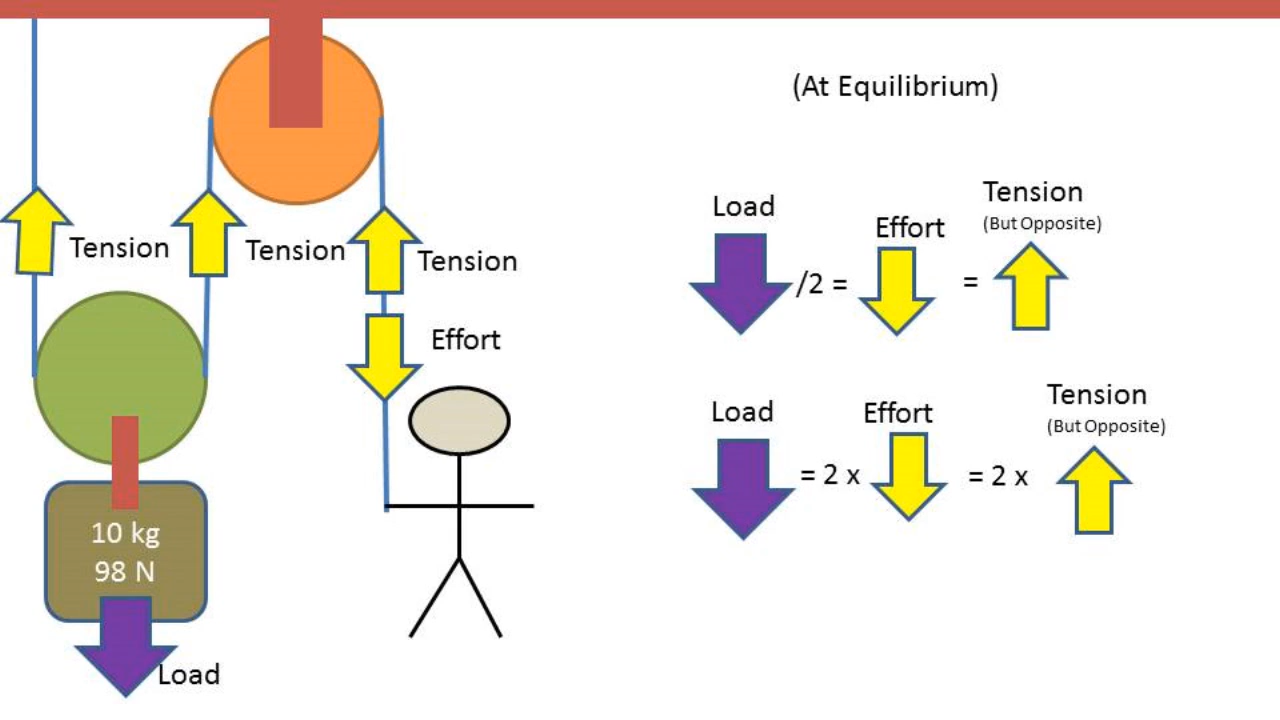 (At Equilibrium)
Tension
(But Opposite)
Load
Effort
/2 =
=
Tension
Tension
Tension
Effort
Tension
(But Opposite)
Load
Effort
= 2 x
= 2 x
10 kg
98 N
Load